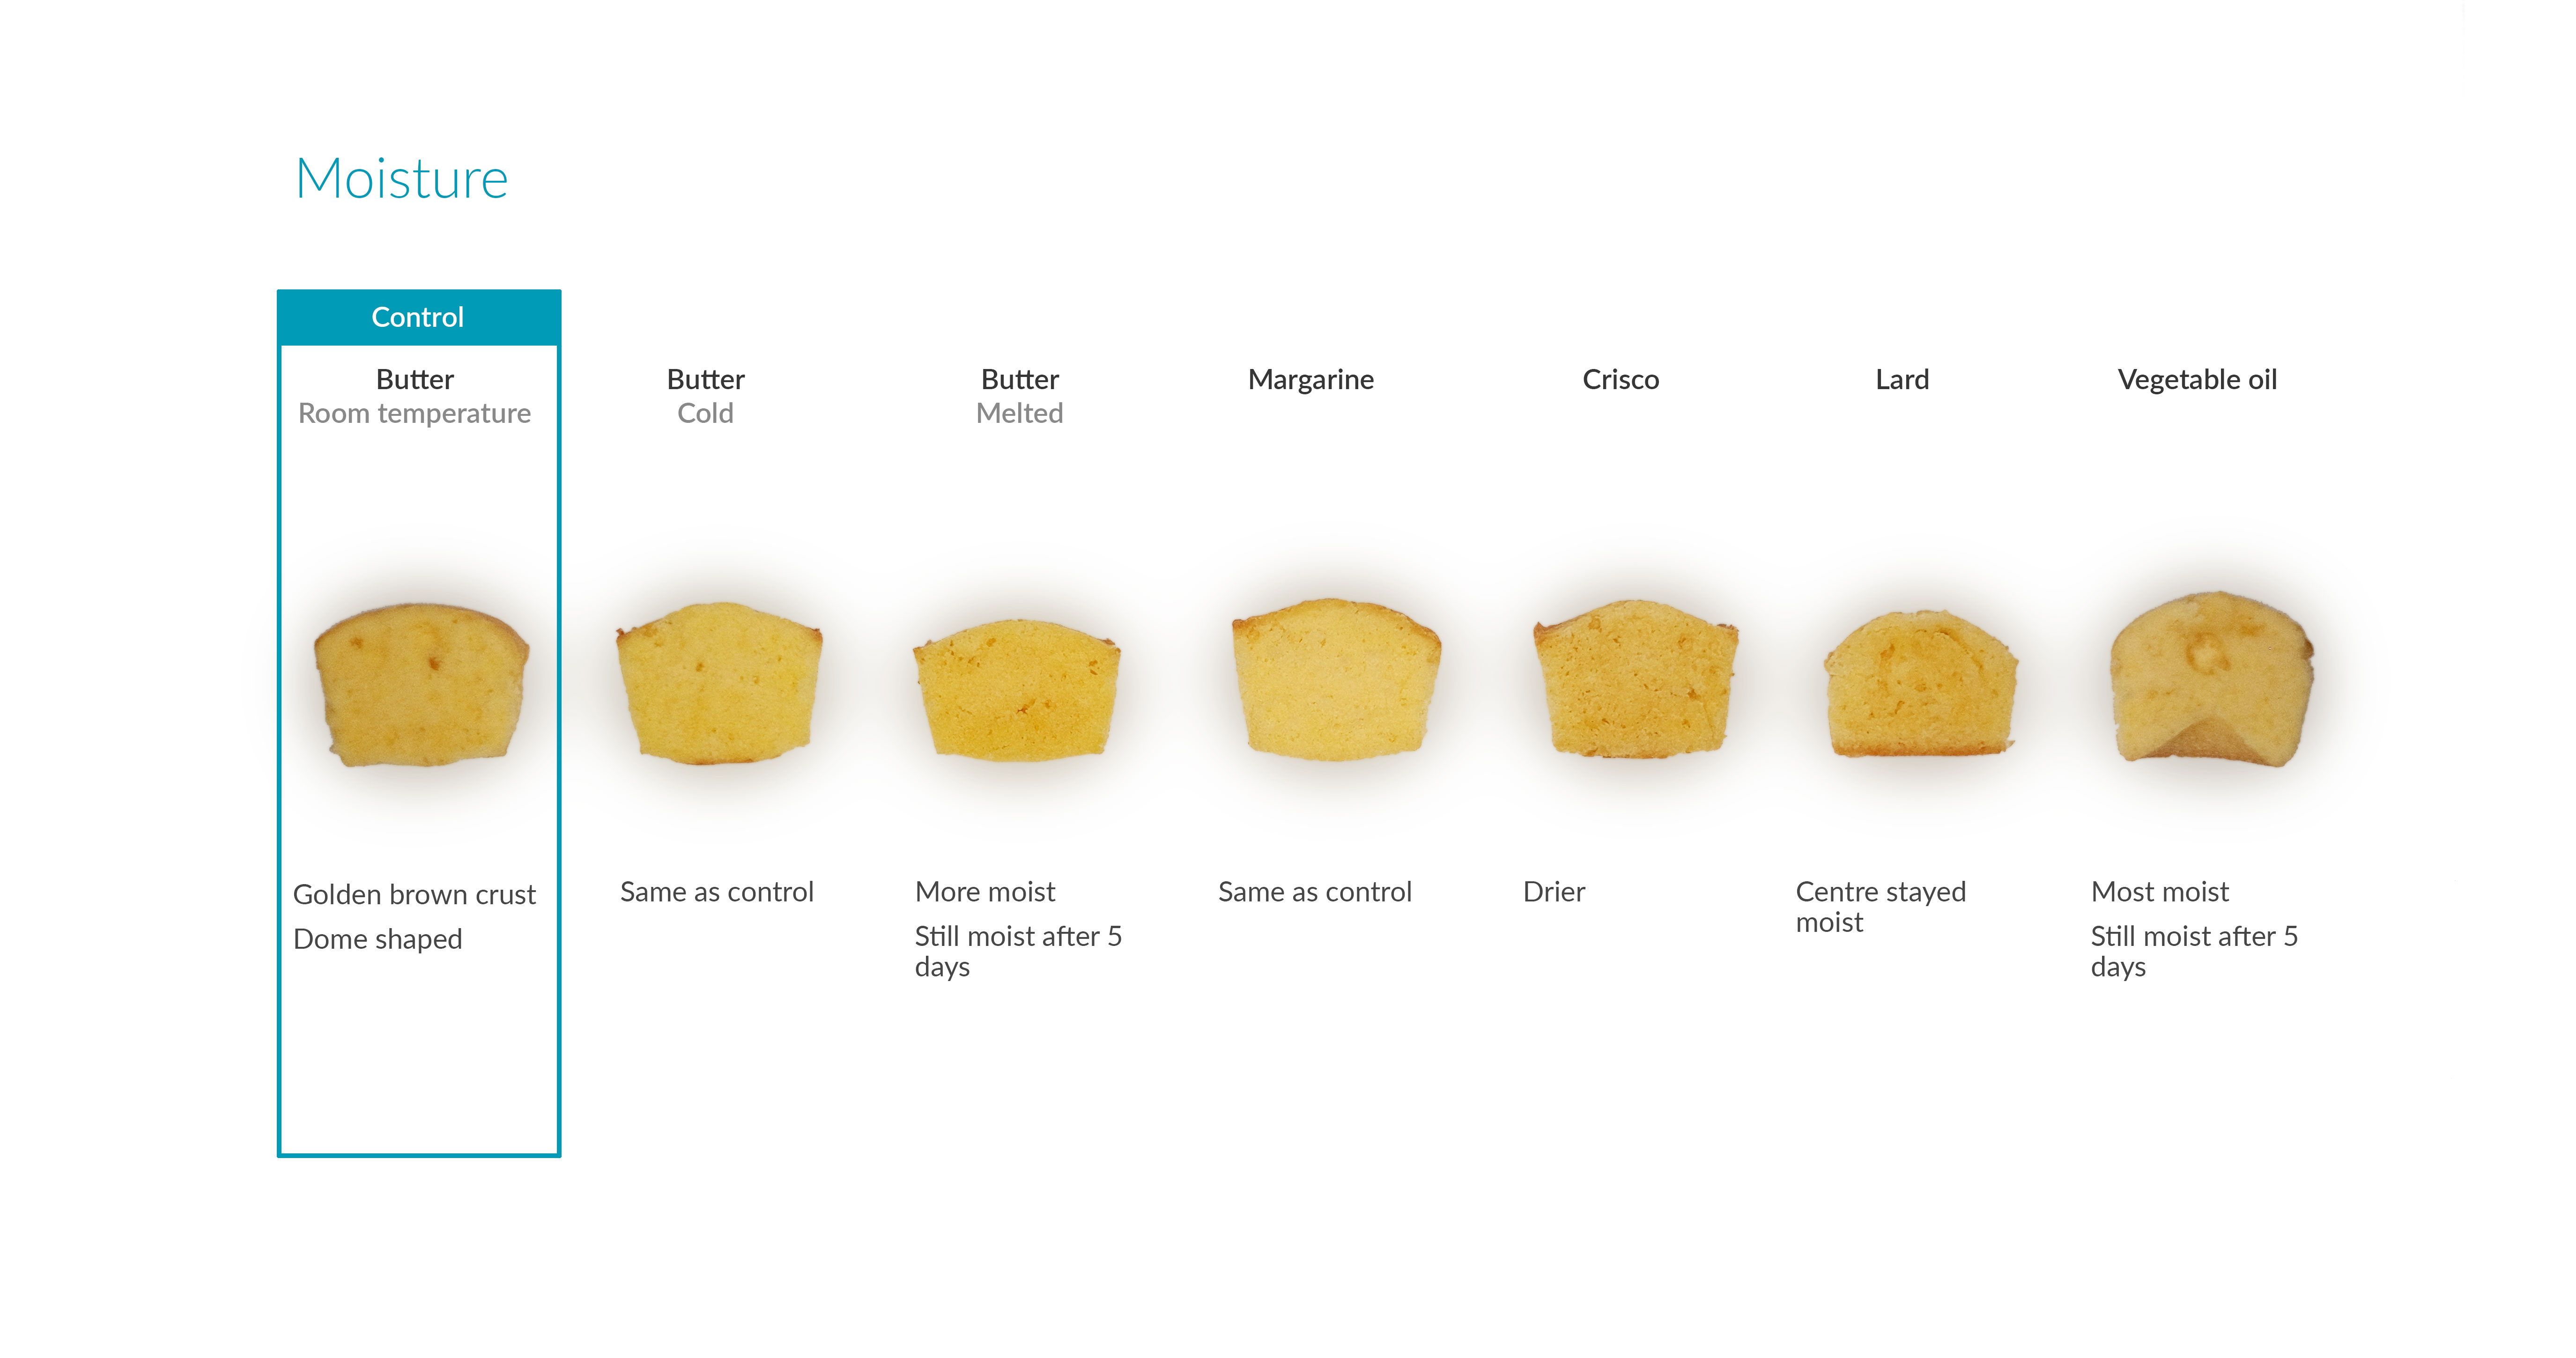 Moisture
Control
Butter
Room temperature
Golden brown crust
Dome shaped
Butter
Cold
Same as control
Butter
Melted
More moist
Still moist after 5
days
Margarine
Same as control
Crisco
Drier
Lard
Centre stayed
moist
Vegetable oil
Most moist
Still moist after 5
days